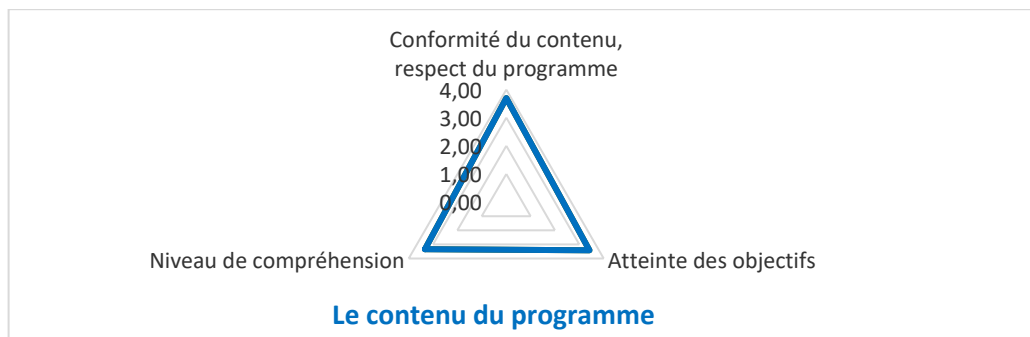 Conformité du contenu,
respect du programme
4,00
3,00
2,00
1,00
0,00
Niveau de compréhension
Atteinte des objectifs
Le contenu du programme